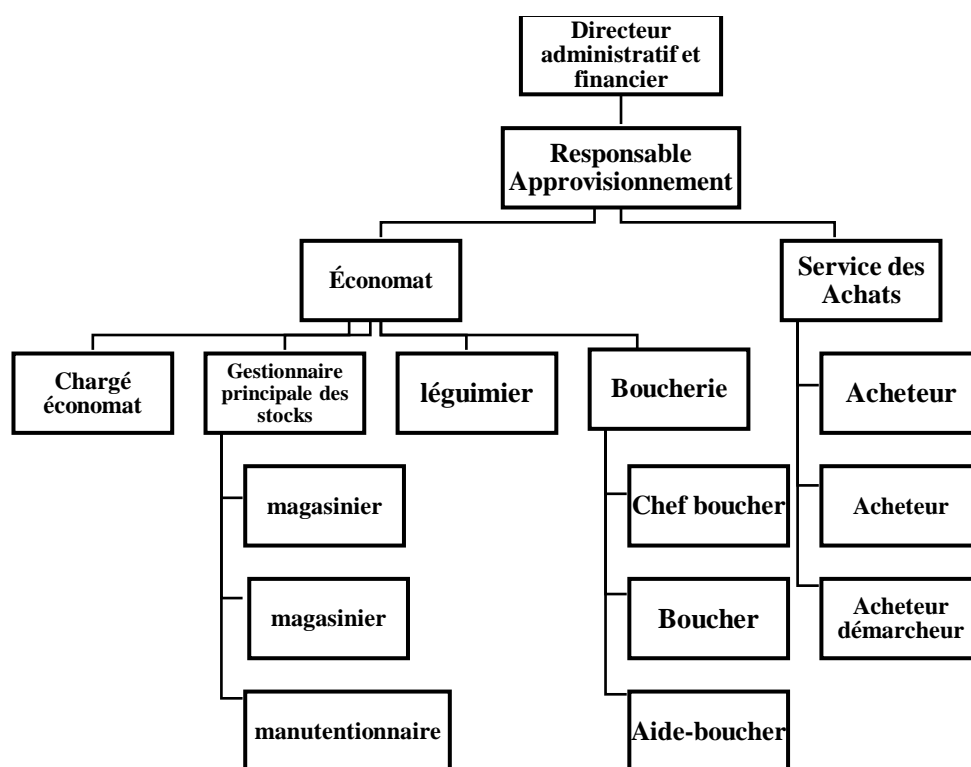 Directeur
administratif et
financier
Responsable
Approvisionnement
Économat
Service des
Achats
Chargé
économat
Gestionnaire
principale des
stocks
léguimier
Boucherie
Acheteur
magasinier
Chef boucher
Acheteur
magasinier
Boucher
Acheteur
démarcheur
manutentionnaire
Aide-boucher